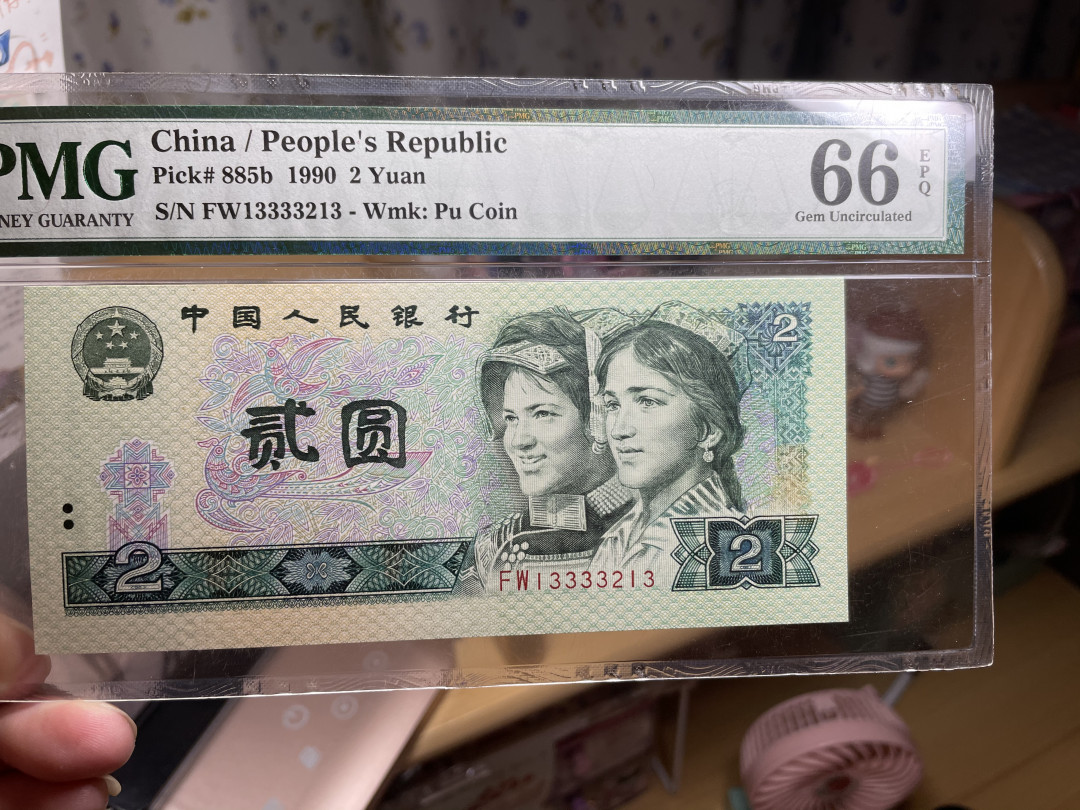 PMG
China / People's Republic
Pick# 885b 1990 2 Yuan
NEY GUARANTY
S/N FW13333213 - Wmk: Pu Coin
66
EPQ
Gem Uncirculated
中国人民银行
2
贰圆
2
2
FW13333213